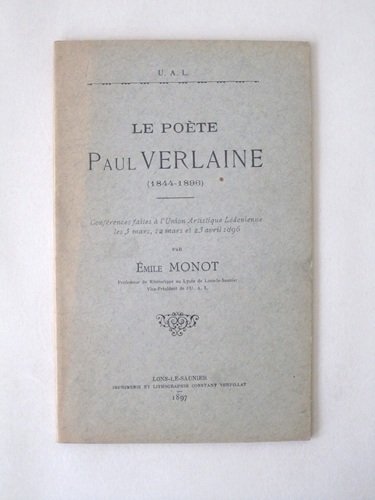 U. A. L.
LE POÈTE
PAUL VERLAINE
(1844-1896)
Conférences faites à l'Union Artistique Lédonienne
les 3 mars, 12 mars et 23 avril 1896
PAR
ÉMILE MONOT
Professeur de Rhétorique au Lycée de Lons-le-Saunier
Vice-Président de l'U. A. L.
LONS-LE-SAUNIER
IMPRIMERIE ET LITHOGRAPHIE CONSTANT VERPILLAT
1897